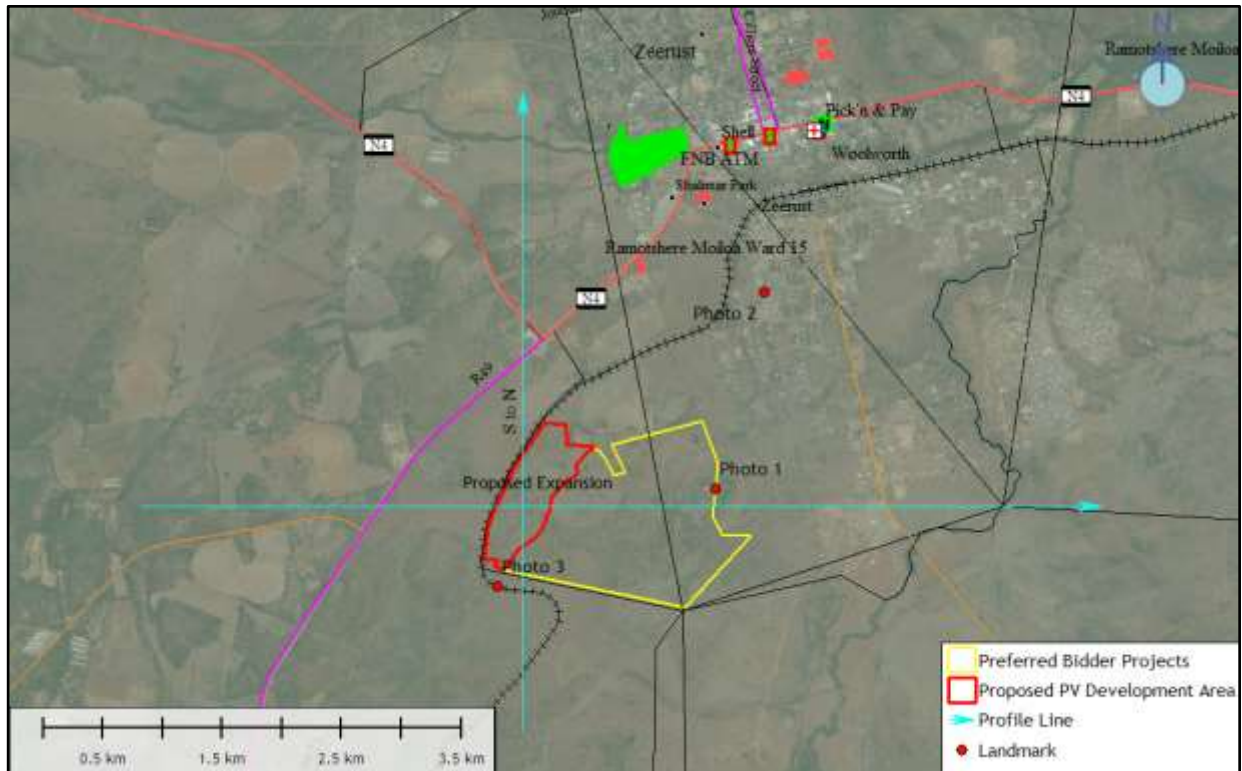 N
Zeerust
Ramotshere Moiloa
N4
Pick'n & Pay
Shell
N4
Woolworth
FNB ATM
Shalimar Park
Zeerust
Ramotshere Moiloa Ward 15
N4
Photo 2
S to N
Photo 1
Proposed Expansion
Photo 3
Preferred Bidder Projects
Proposed PV Development Area
Profile Line
Landmark
0.5 km
1.5 km
2.5 km
3.5 km